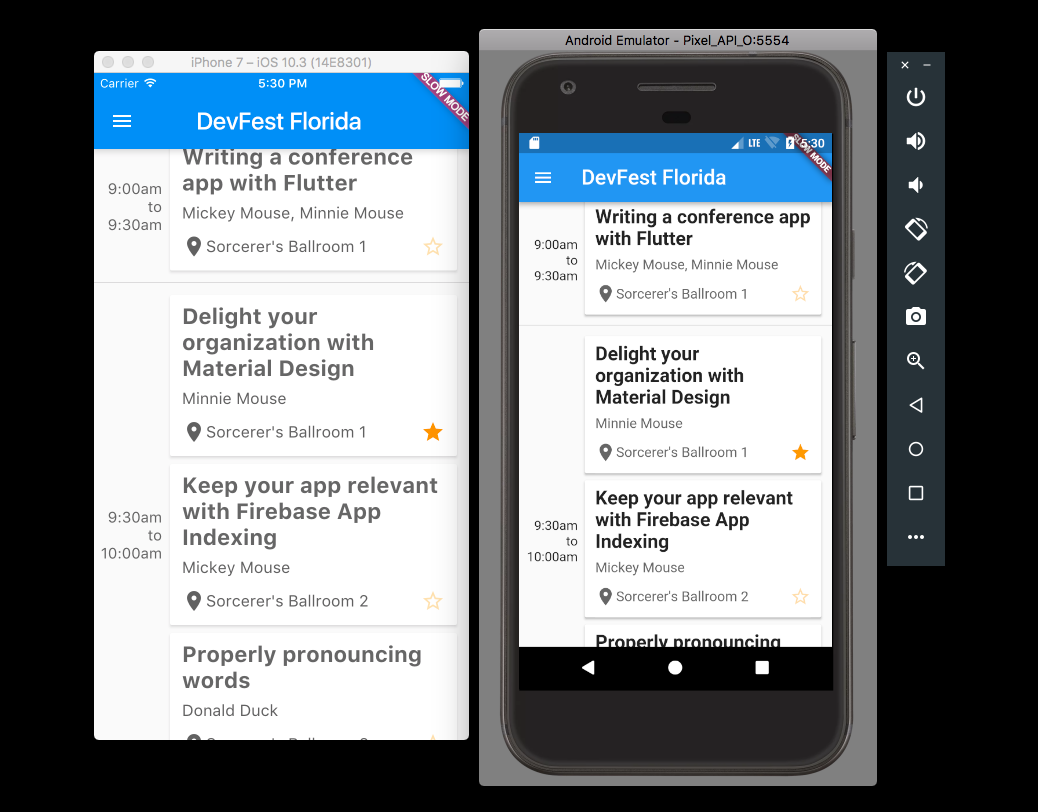 iPhone 7 – iOS 10.3 (14E8301)
Carrier
5:30 PM
SLOW MODE
DevFest Florida
Writing a conference
app with Flutter
9:00am
to
9:30am
Mickey Mouse, Minnie Mouse
Sorcerer's Ballroom 1
Delight your
organization with
Material Design
Minnie Mouse
Sorcerer's Ballroom 1
9:30am
to
10:00am
Keep your app relevant
with Firebase App
Indexing
Mickey Mouse
Sorcerer's Ballroom 2
Properly pronouncing
words
Donald Duck
Android Emulator - Pixel_API_O:5554
LTE
5:30
SLOW MODE
DevFest Florida
Writing a conference app
with Flutter
9:00am
to
9:30am
Mickey Mouse, Minnie Mouse
Sorcerer's Ballroom 1
Delight your
organization with
Material Design
Minnie Mouse
Sorcerer's Ballroom 1
9:30am
to
10:00am
Keep your app relevant
with Firebase App
Indexing
Mickey Mouse
Sorcerer's Ballroom 2
Properly pronouncing